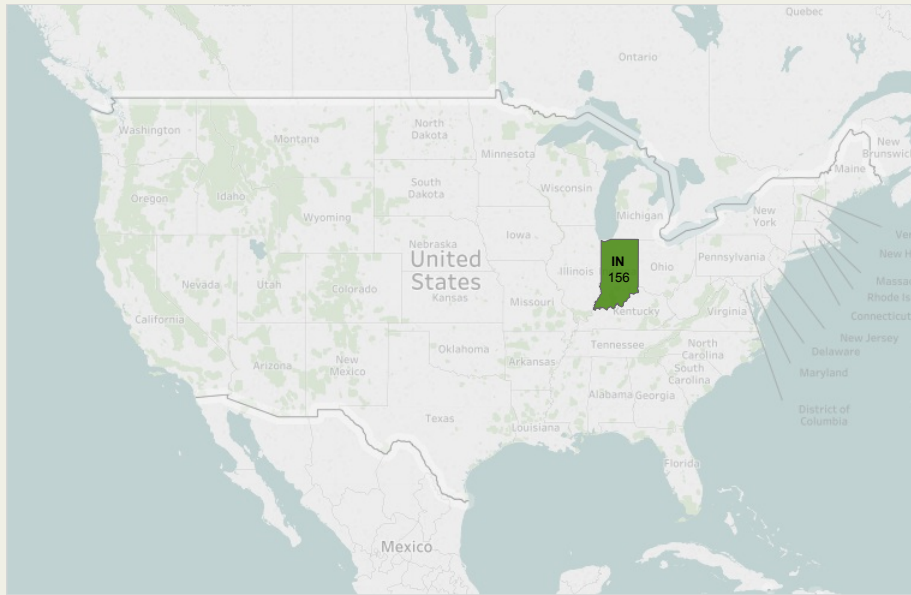 Quebec
Ontario
Washington
Montana
North
Dakota
Minnesota
New
Brunswick
Maine
Oregon
Idaho
South
Dakota
Wisconsin
Michigan
New
York
Wyoming
Iowa
Nebraska
United
States
Nevada
Utah
Colorado
Kansas
Illinois
IN
156
Ohio
Pennsylvania
Ver
New H
Massa
Rhode Is
Connecticut
New Jersey
Delaware
Maryland
District of
Columbia
California
Missouri
Kentucky
Virginia
Arizona
New
Mexico
Oklahoma
Arkansas
Tennessee
North
Carolina
South
Carolina
Texas
Louisiana
Alabama
Georgia
Florida
Mexico